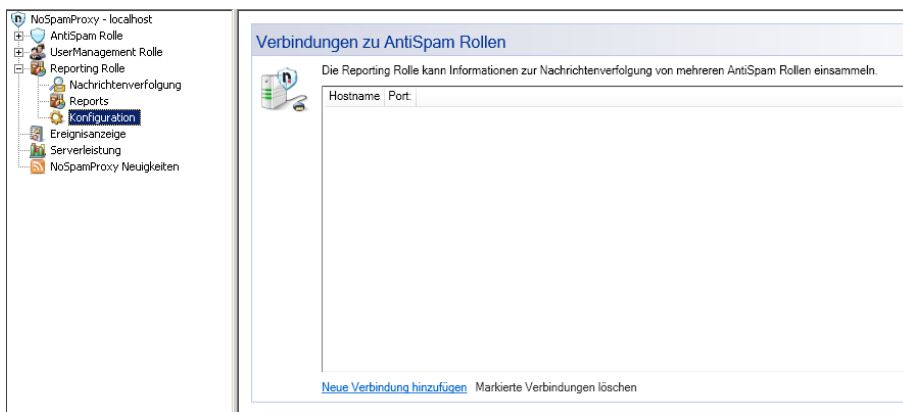 NoSpamProxy - localhost
AntiSpam Rolle
UserManagement Rolle
Reporting Rolle
Nachrichtenverfolgung
Reports
Konfiguration
Ereignisanzeige
Serverleistung
NoSpamProxy Neuigkeiten
Verbindungen zu AntiSpam Rollen
Die Reporting Rolle kann Informationen zur Nachrichtenverfolgung von mehreren AntiSpam Rollen einsammeln.
Hostname Port:
Neue Verbindung hinzufügen Markierte Verbindungen löschen